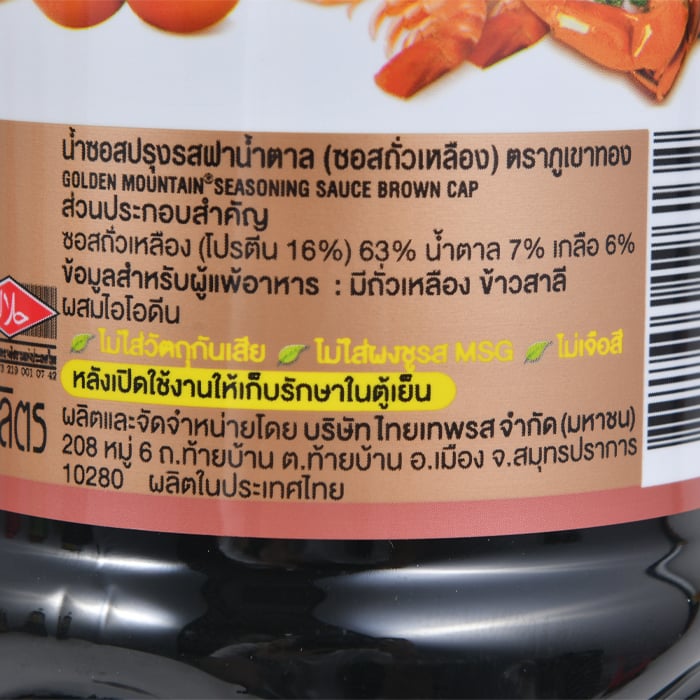 น้ำซอสปรุงรสฝาน้ำตาล (ซอสถั่วเหลือง) ตราภูเขาทอง
GOLDEN MOUNTAIN® SEASONING SAUCE BROWN CAP
ส่วนประกอบสำคัญ
ซอสถั่วเหลือง (โปรตีน 16%) 63% น้ำตาล 7% เกลือ 6%
ข้อมูลสำหรับผู้แพ้อาหาร : มีถั่วเหลือง ข้าวสาลี
ผสมไอโอดีน
ไม่ใส่วัตถุกันเสีย ไม่ใส่ผงชูรส MSG ไม่เจือสี
หลังเปิดใช้งานให้เก็บรักษาในตู้เย็น
ผลิตและจัดจำหน่ายโดย บริษัท ไทยเทพรส จำกัด (มหาชน)
208 หมู่ 6 ถ.ท้ายบ้าน ต.ท้ายบ้าน อ.เมือง จ.สมุทรปราการ
10280 ผลิตในประเทศไทย